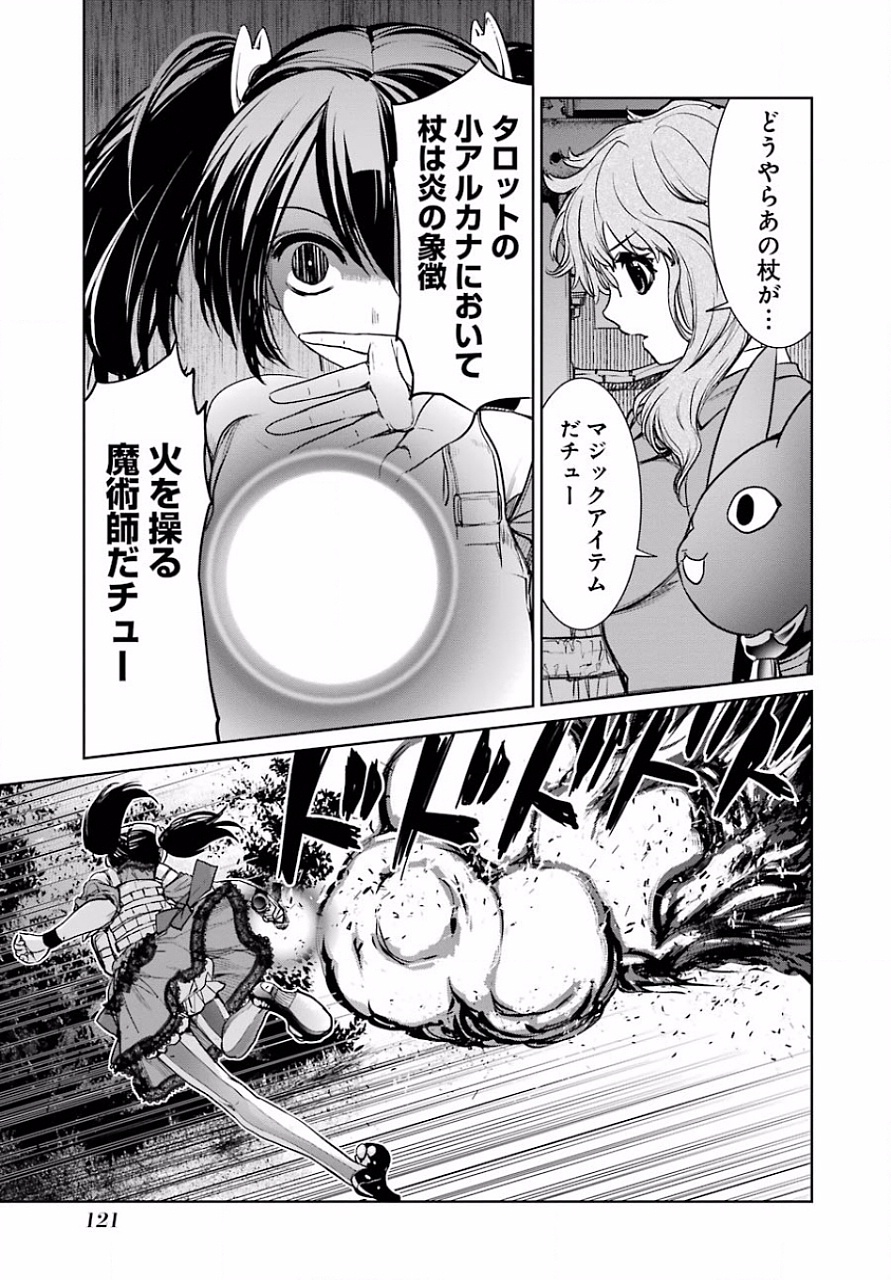 どうやらあの杖が…
マジックアイテム
だチュー
タロットの
小アルカナにおいて
杖は炎の象徴
火を操る
魔術師だチュー
ドドドドド
121